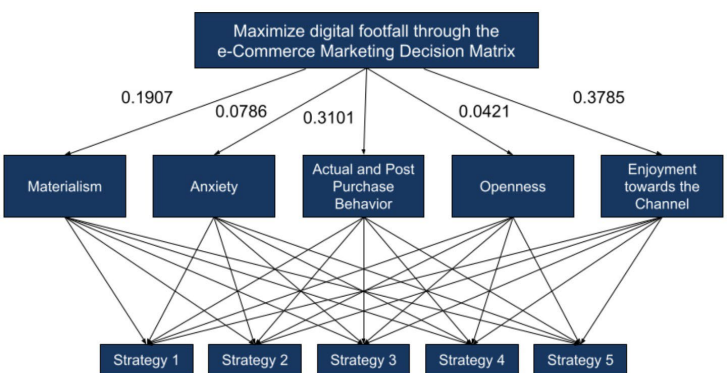 Maximize digital footfall through the
e-Commerce Marketing Decision Matrix
0.1907
0.0786
0.3101
0.0421
0.3785
Materialism
Anxiety
Actual and Post
Purchase
Behavior
Openness
Enjoyment
towards the
Channel
Strategy 1
Strategy 2
Strategy 3
Strategy 4
Strategy 5